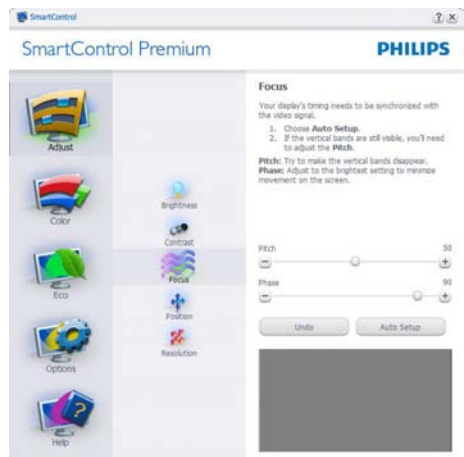 SmartControl
SmartControl Premium
PHILIPS
Adjust
Color
Eco
Options
Help
Brightness
Contrast
Focus
Position
Resolution
Focus
Your display's timing needs to be synchronized with
the video signal.
1. Choose Auto Setup.
2. If the vertical bands are still visible, you'll need
to adjust the Pitch.
Pitch: Try to make the vertical bands disappear.
Phase: Adjust to the brightest setting to minimize
movement on the screen.
Pitch 50
Phase 90
Undo Auto Setup